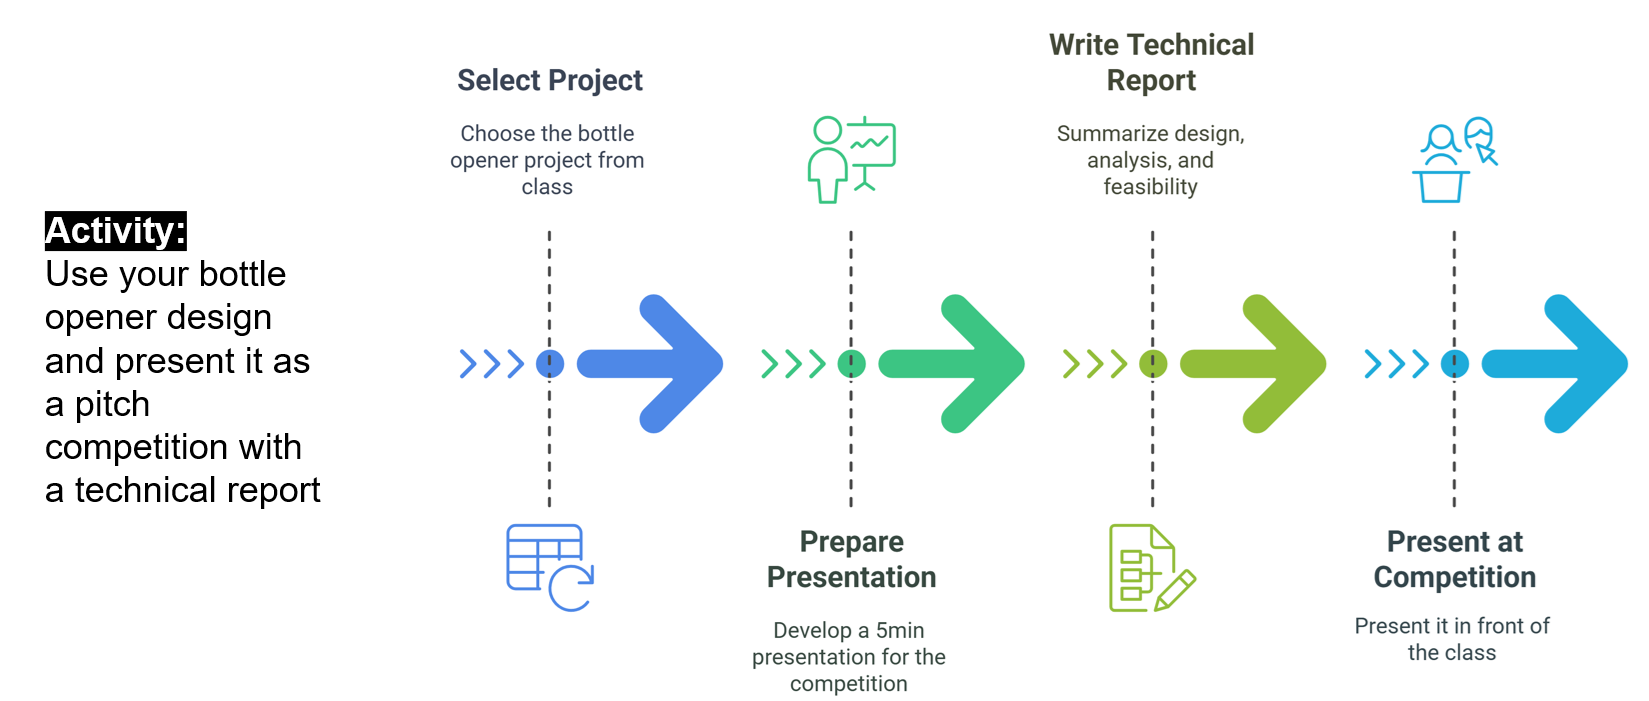 Activity:
Use your bottle
opener design
and present it as
a pitch
competition with
a technical report
Select Project
Choose the bottle
opener project from
class
Prepare
Presentation
Develop a 5min
presentation for the
competition
Write Technical
Report
Summarize design,
analysis, and
feasibility
Present at
Competition
Present it in front of
the class